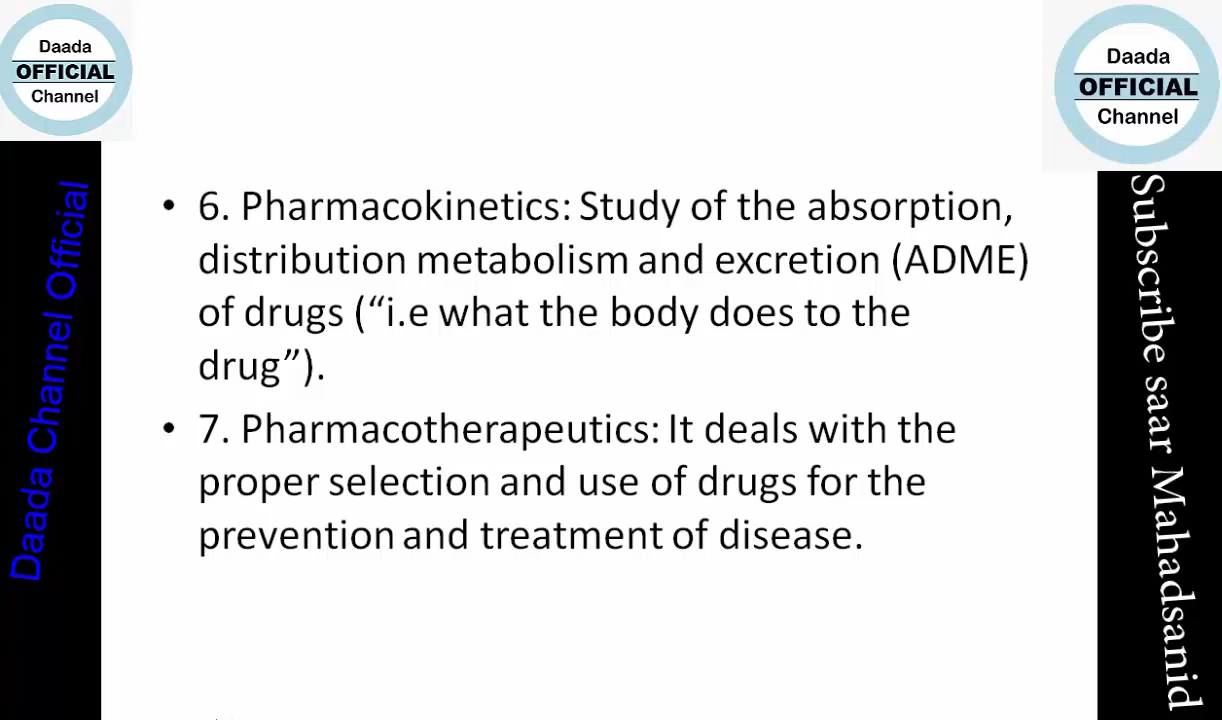 Daada
OFFICIAL
Channel
Daada
OFFICIAL
Channel
• 6. Pharmacokinetics: Study of the absorption,
distribution metabolism and excretion (ADME)
of drugs (“i.e what the body does to the
drug”).
• 7. Pharmacotherapeutics: It deals with the
proper selection and use of drugs for the
prevention and treatment of disease.
Daada Channel Official
Subscribe saar Mahadsanid